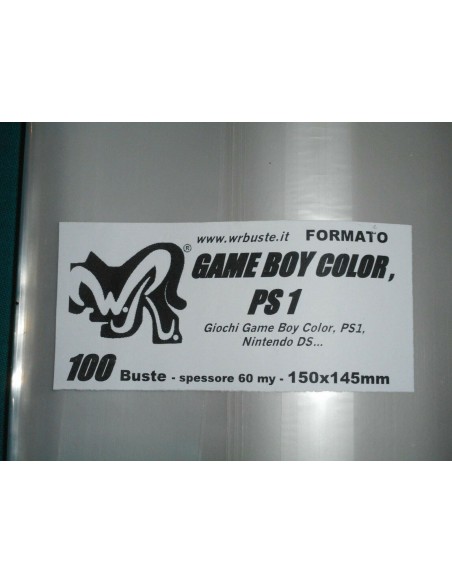 www.wrbuste.it FORMATO
W.R.®
GAME BOY COLOR,
PS 1
Giochi Game Boy Color, PS1,
Nintendo DS...
100 Buste - spessore 60 my - 150x145mm